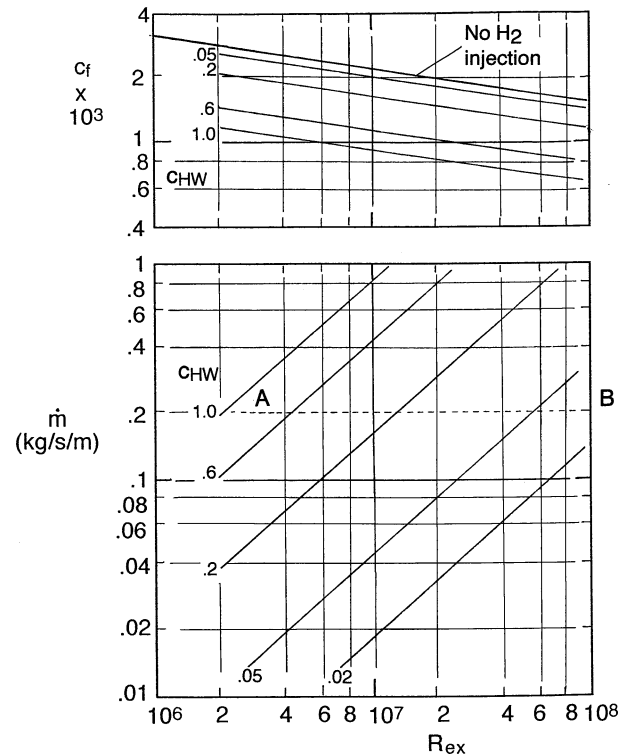 4
No H2
injection
cf
x
10³
.05
2
.2
.6
1
1.0
.8
cHW
.6
.4
1
.8
.6
.4
cHW
A
B
1.0
.2
ṁ
(kg/s/m)
.6
.1
.08
.06
.04
.2
.02
.05
.02
.01
10⁶ 2 4 6 8 10⁷ 2 4 6 8 10⁸
Rex